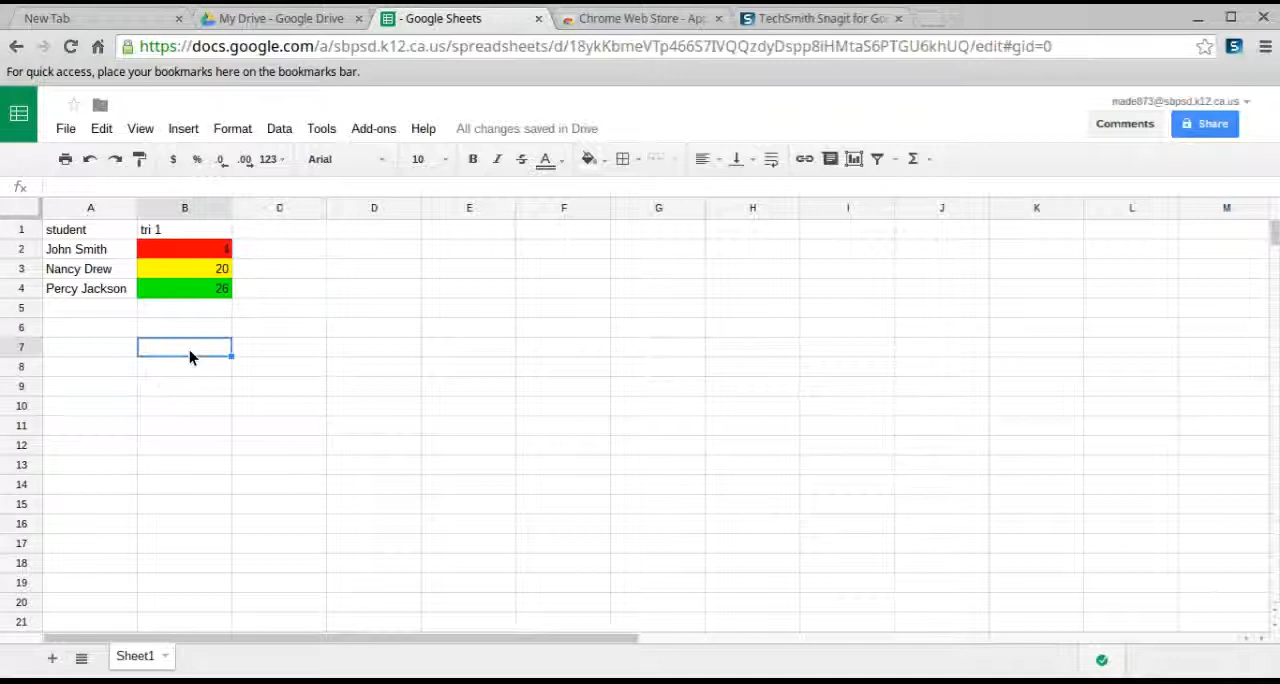 New Tab
My Drive - Google Drive
- Google Sheets
Chrome Web Store - App
TechSmith Snagit for Go
https://docs.google.com/a/sbpsd.k12.ca.us/spreadsheets/d/18ykKbmeVTp466S7IVQQzdyDspp8iHMtaS6PTGU6khUQ/edit#gid=0
For quick access, place your bookmarks here on the bookmarks bar.
made873@sbpsd.k12.ca.us
File Edit View Insert Format Data Tools Add-ons Help All changes saved in Drive
Comments Share
$ % .0 .00 123 Arial 10 B I S A Σ
fx
A B C D E F G H I J K L M
1 student tri 1
2 John Smith
3 Nancy Drew 20
4 Percy Jackson 26
5
6
7
8
9
10
11
12
13
14
15
16
17
18
19
20
21
Sheet1